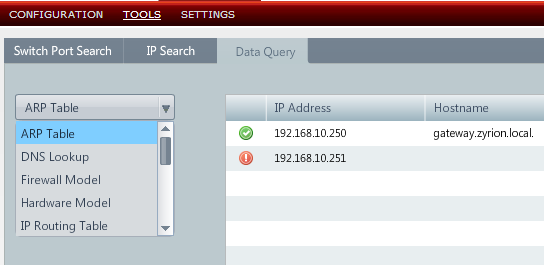 CONFIGURATION TOOLS SETTINGS
Switch Port Search IP Search Data Query
ARP Table
IP Address Hostname
ARP Table
192.168.10.250 gateway.zyrion.local.
DNS Lookup
192.168.10.251
Firewall Model
Hardware Model
IP Routing Table